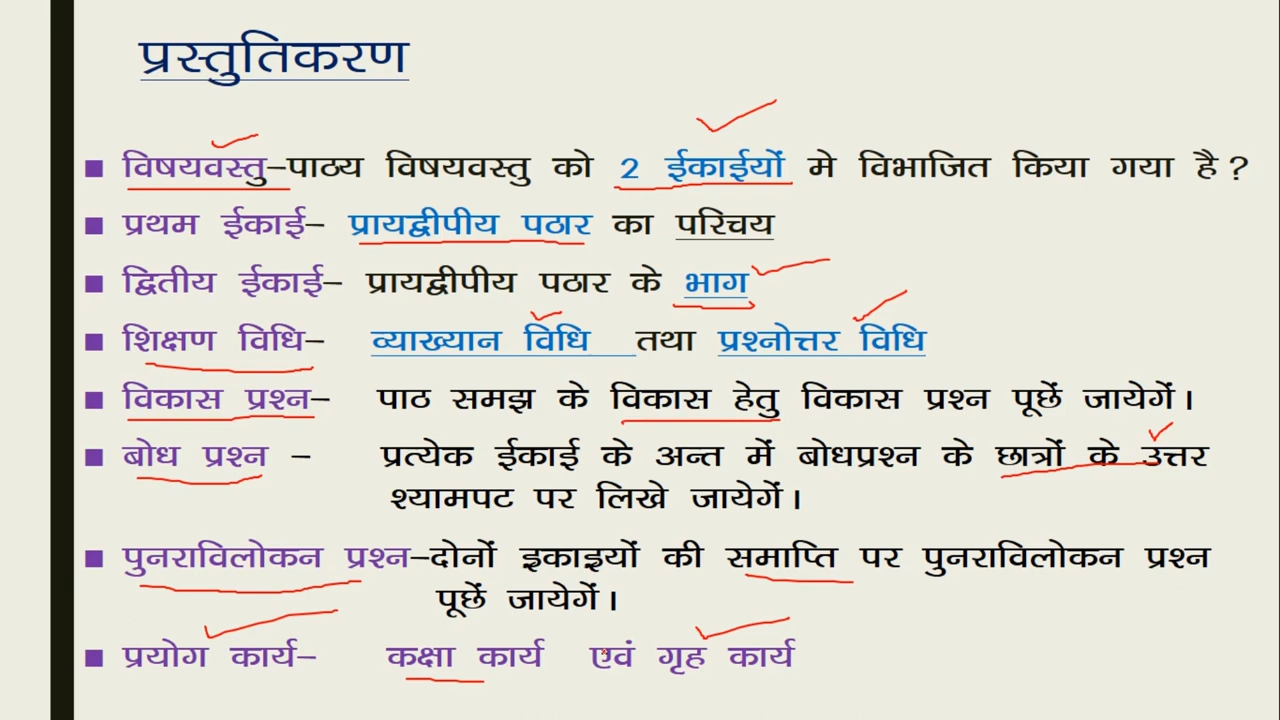 प्रस्तुतिकरण
विषयवस्तु-पाठ्य विषयवस्तु को 2 ईकाईयों मे विभाजित किया गया है ?
प्रथम ईकाई- प्रायद्वीपीय पठार का परिचय
द्वितीय ईकाई- प्रायद्वीपीय पठार के भाग
शिक्षण विधि- व्याख्यान विधि तथा प्रश्नोत्तर विधि
विकास प्रश्न- पाठ समझ के विकास हेतु विकास प्रश्न पूछें जायेगें।
बोध प्रश्न - प्रत्येक ईकाई के अन्त में बोधप्रश्न के छात्रों के उत्तर
श्यामपट पर लिखे जायेगें।
पुनराविलोकन प्रश्न-दोनों इकाइयों की समाप्ति पर पुनराविलोकन प्रश्न
पूछें जायेगें।
प्रयोग कार्य- कक्षा कार्य एवं गृह कार्य